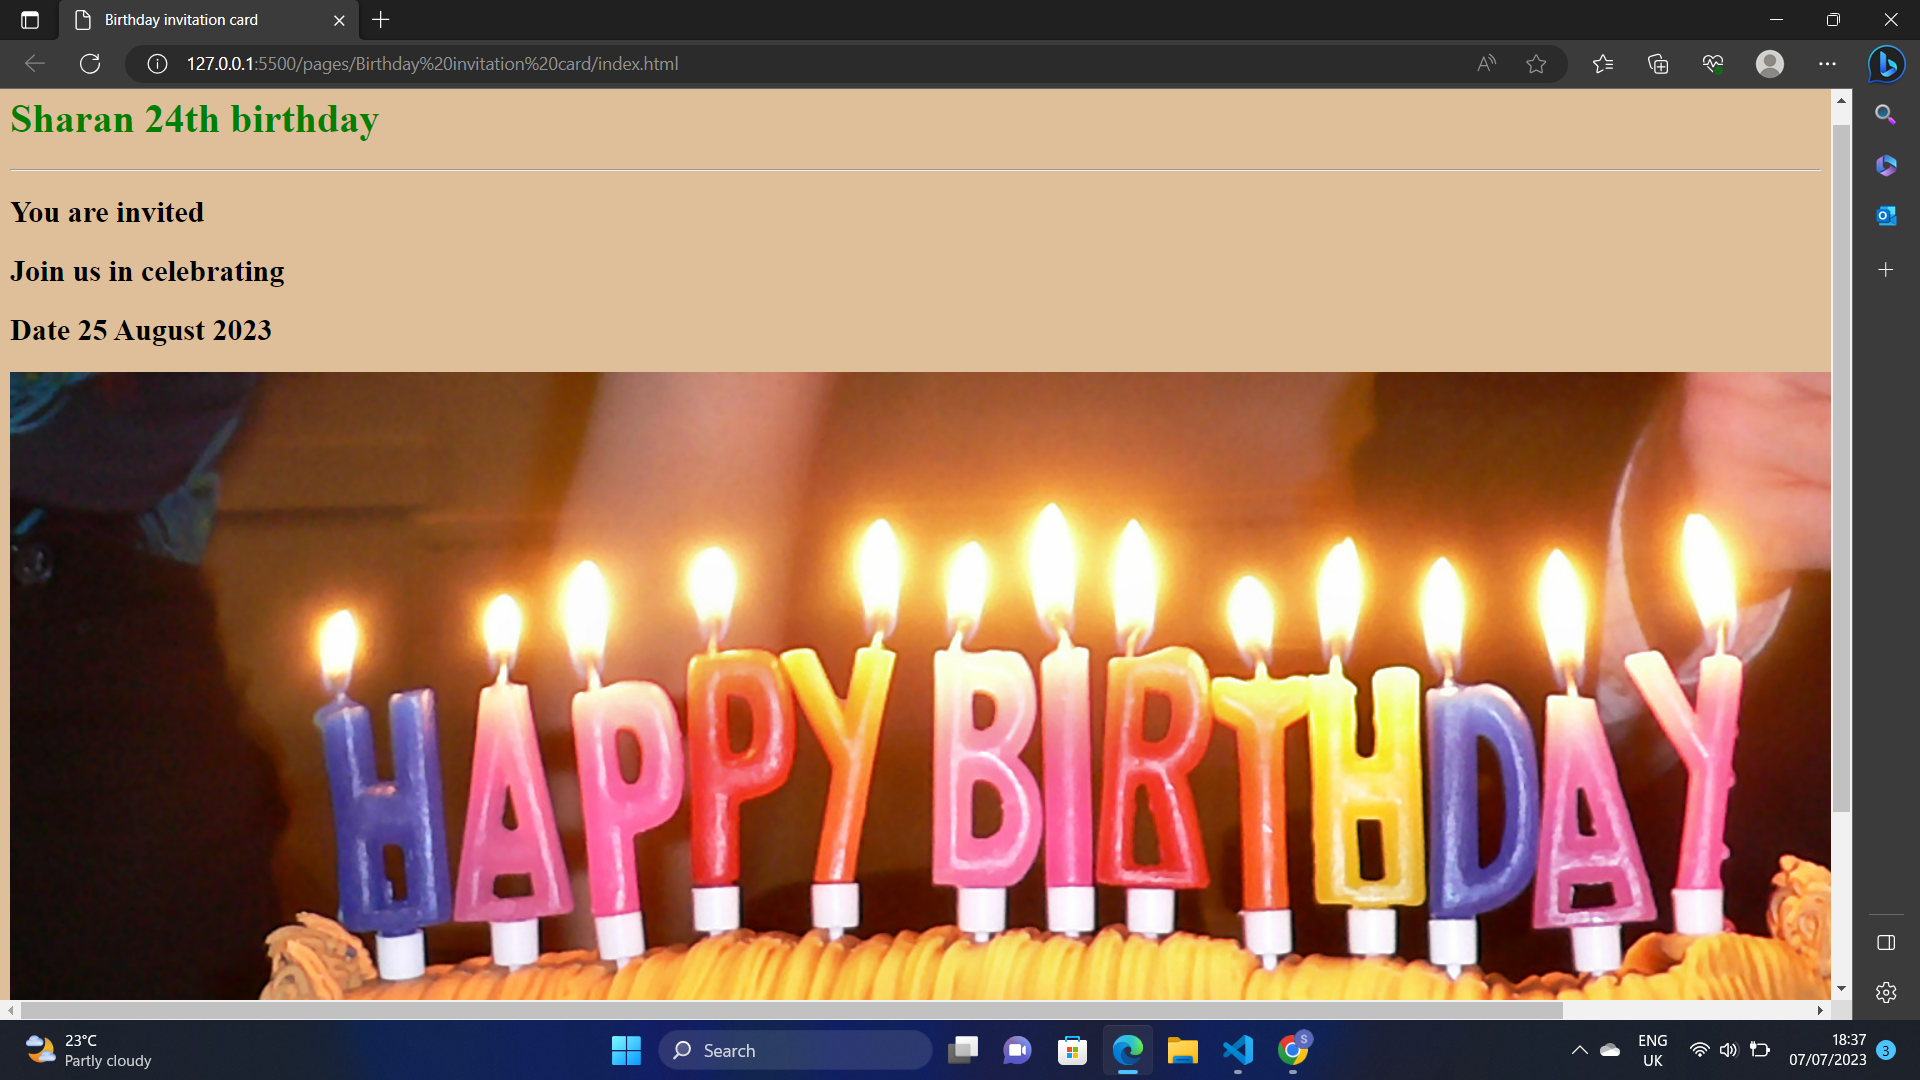 Birthday invitation card
127.0.0.1:5500/pages/Birthday%20invitation%20card/index.html
Sharan 24th birthday
You are invited
Join us in celebrating
Date 25 August 2023
HAPPY BIRTHDAY
23°C
Partly cloudy
Search
S
ENG
UK
18:37
07/07/2023
3